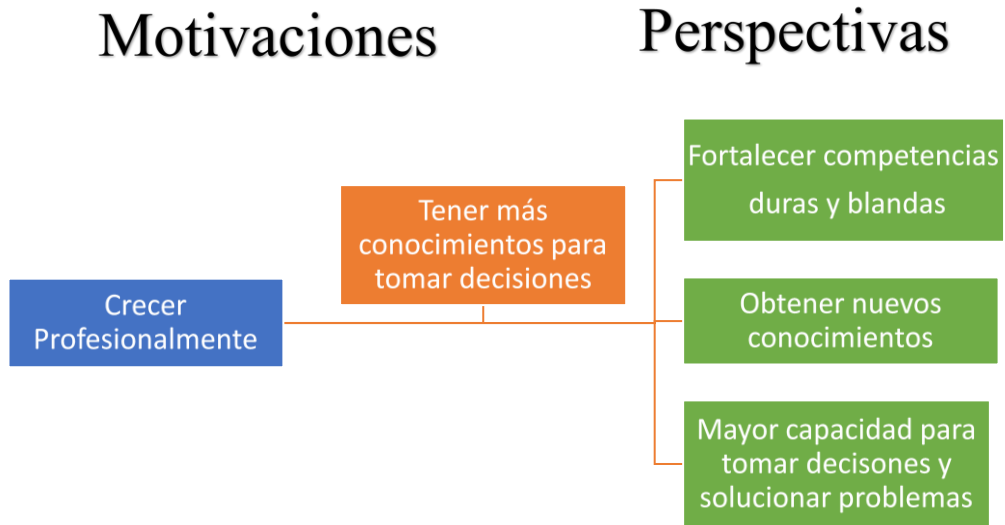 Motivaciones
Perspectivas
Crecer
Profesionalmente
Tener más
conocimientos para
tomar decisiones
Fortalecer competencias
duras y blandas
Obtener nuevos
conocimientos
Mayor capacidad para
tomar decisones y
solucionar problemas